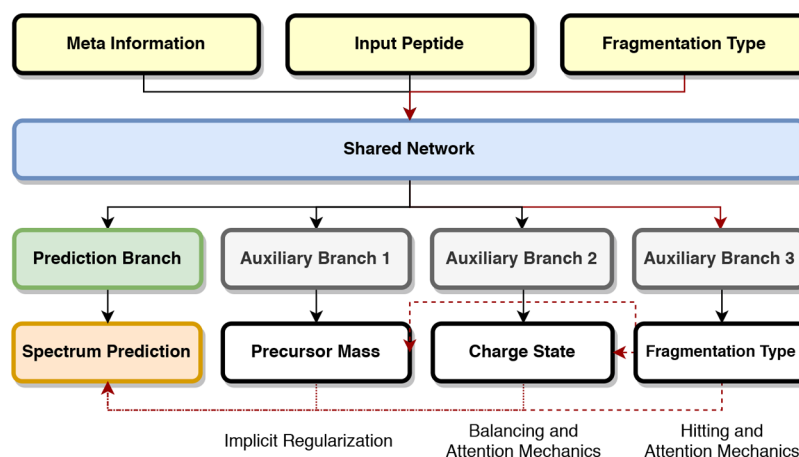 Meta Information
Input Peptide
Fragmentation Type
Shared Network
Prediction Branch
Auxiliary Branch 1
Auxiliary Branch 2
Auxiliary Branch 3
Spectrum Prediction
Precursor Mass
Charge State
Fragmentation Type
Implicit Regularization
Balancing and
Attention Mechanics
Hitting and
Attention Mechanics